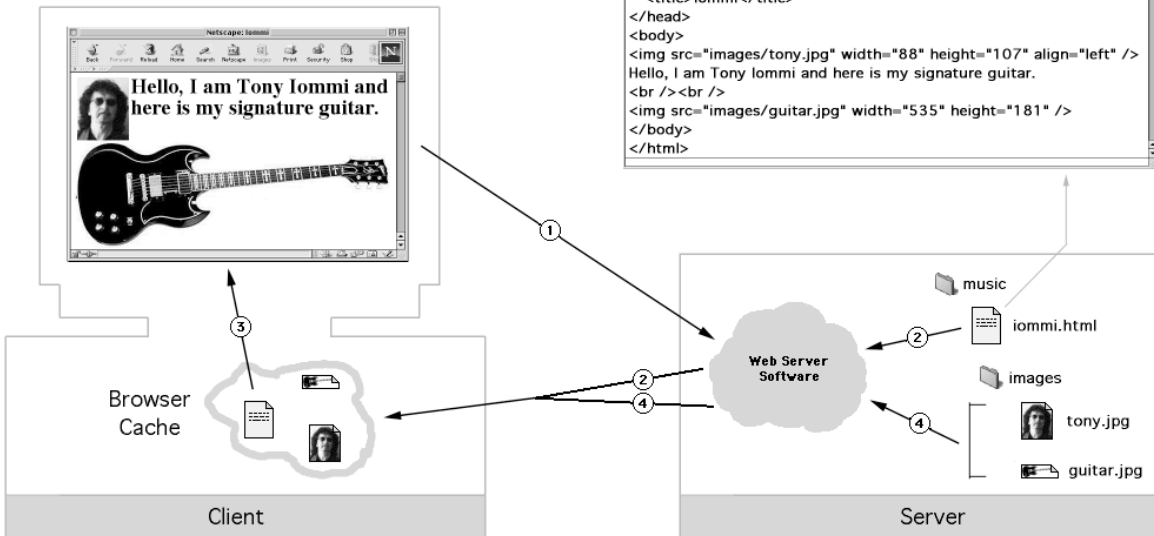 <title>Iommi</title>
</head>
<body>
<img src="images/tony.jpg" width="88" height="107" align="left" />
Hello, I am Tony Iommi and here is my signature guitar.
<br /><br />
<img src="images/guitar.jpg" width="535" height="181" />
</body>
</html>
Netscape: Iommi
Back Forward Reload Home Search Netscape Images Print Security Shop
N
Hello, I am Tony Iommi and
here is my signature guitar.
1
music
iommi.html
2
3
Web Server
Software
2
4
images
tony.jpg
4
guitar.jpg
Browser
Cache
Client
Server